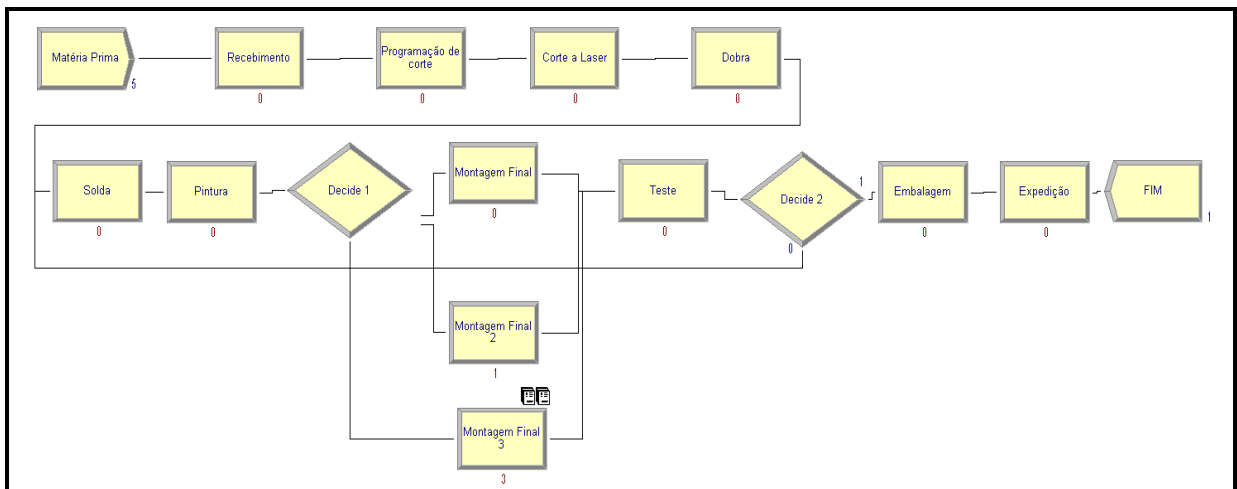 Matéria Prima
5
Recebimento
0
Programação de
corte
0
Corte a Laser
0
Dobra
0
Solda
0
Pintura
0
Decide 1
Montagem Final
0
Montagem Final
2
1
Montagem Final
3
3
Teste
0
Decide 2
1
0
Embalagem
0
Expedição
0
FIM
1